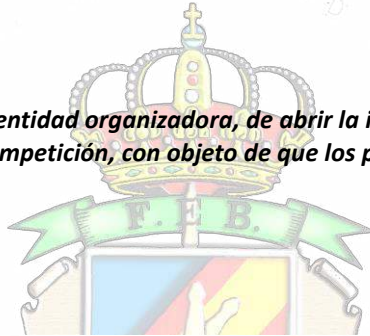 entidad organizadora, de abrir la i
mpetición, con objeto de que los p
F. E. B.